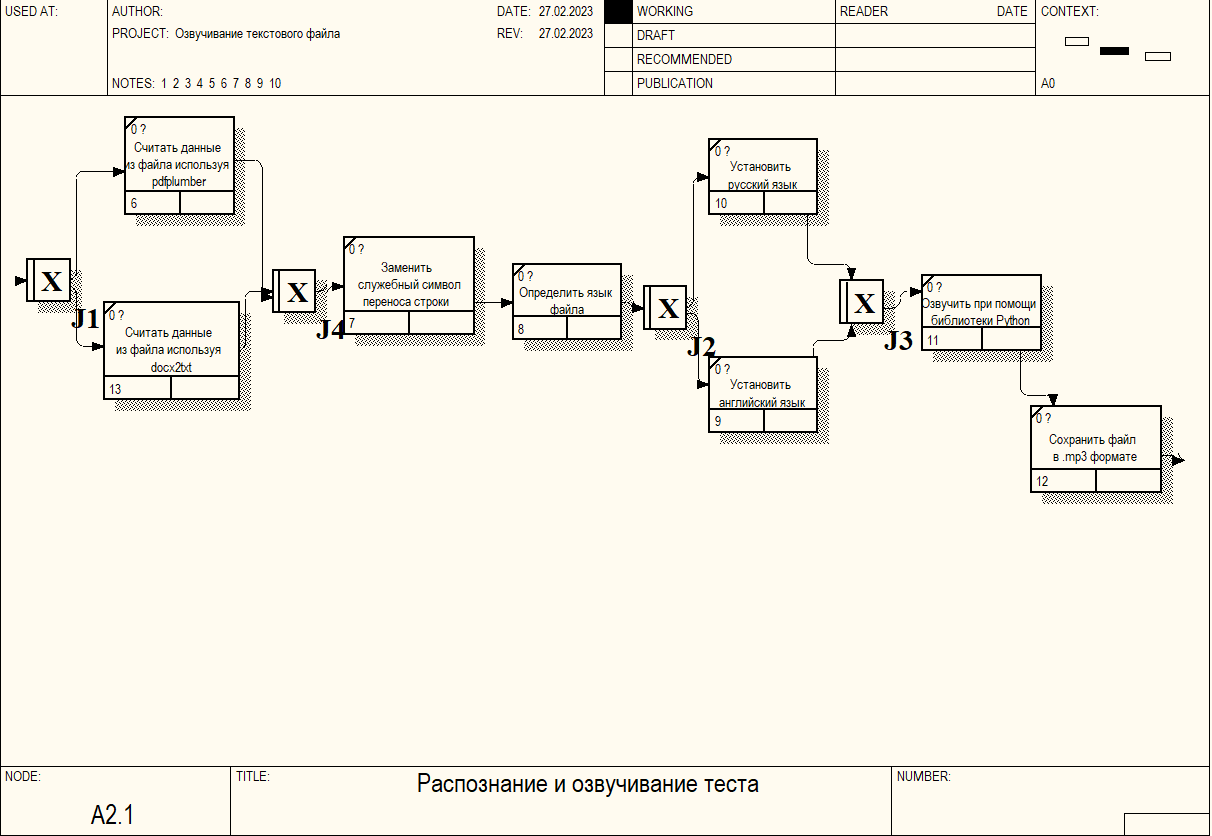 USED AT:
AUTHOR:
DATE: 27.02.2023
WORKING
READER
DATE
CONTEXT:
PROJECT: Озвучивание текстового файла
REV: 27.02.2023
DRAFT
RECOMMENDED
NOTES: 1 2 3 4 5 6 7 8 9 10
PUBLICATION
A0
X
J1
0 ?
Считать данные
из файла используя
pdfplumber
6
0 ?
Считать данные
из файла используя
docx2txt
13
X
J4
0 ?
Заменить
служебный символ
переноса строки
7
0 ?
Определить язык
файла
8
X
J2
0 ?
Установить
русский язык
10
0 ?
Установить
английский язык
9
X
J3
0 ?
Озвучить при помощи
библиотеки Python
11
0 ?
Сохранить файл
в .mp3 формате
12
NODE:
A2.1
TITLE:
Распознание и озвучивание теста
NUMBER: